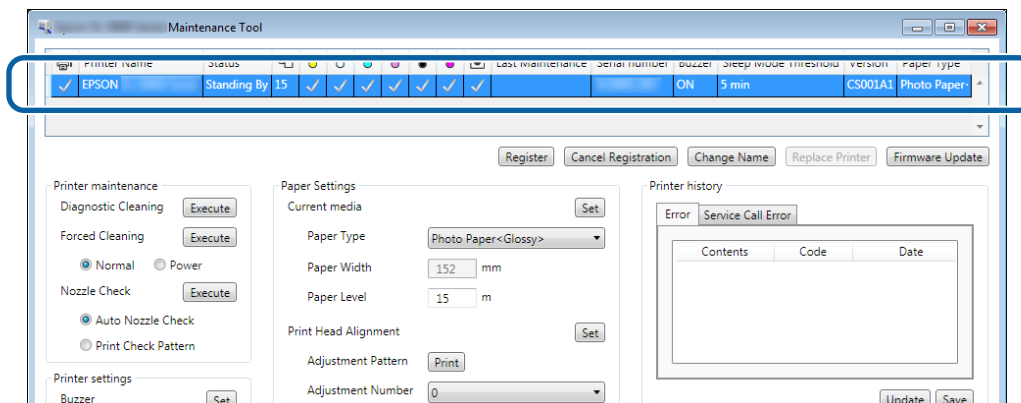 Maintenance Tool
Printer Name Status Last Maintenance Serial number Buzzer Sleep Mode Threshold Version Paper Type
EPSON Standing By 15 ON 5 min CS001A1 Photo Paper
Register Cancel Registration Change Name Replace Printer Firmware Update
Printer maintenance
Diagnostic Cleaning Execute
Forced Cleaning Execute
Normal Power
Nozzle Check Execute
Auto Nozzle Check
Print Check Pattern
Printer settings
Buzzer Set
Paper Settings
Current media Set
Paper Type Photo Paper<Glossy>
Paper Width 152 mm
Paper Level 15 m
Print Head Alignment Set
Adjustment Pattern Print
Adjustment Number 0
Printer history
Error Service Call Error
Contents Code Date
Update Save